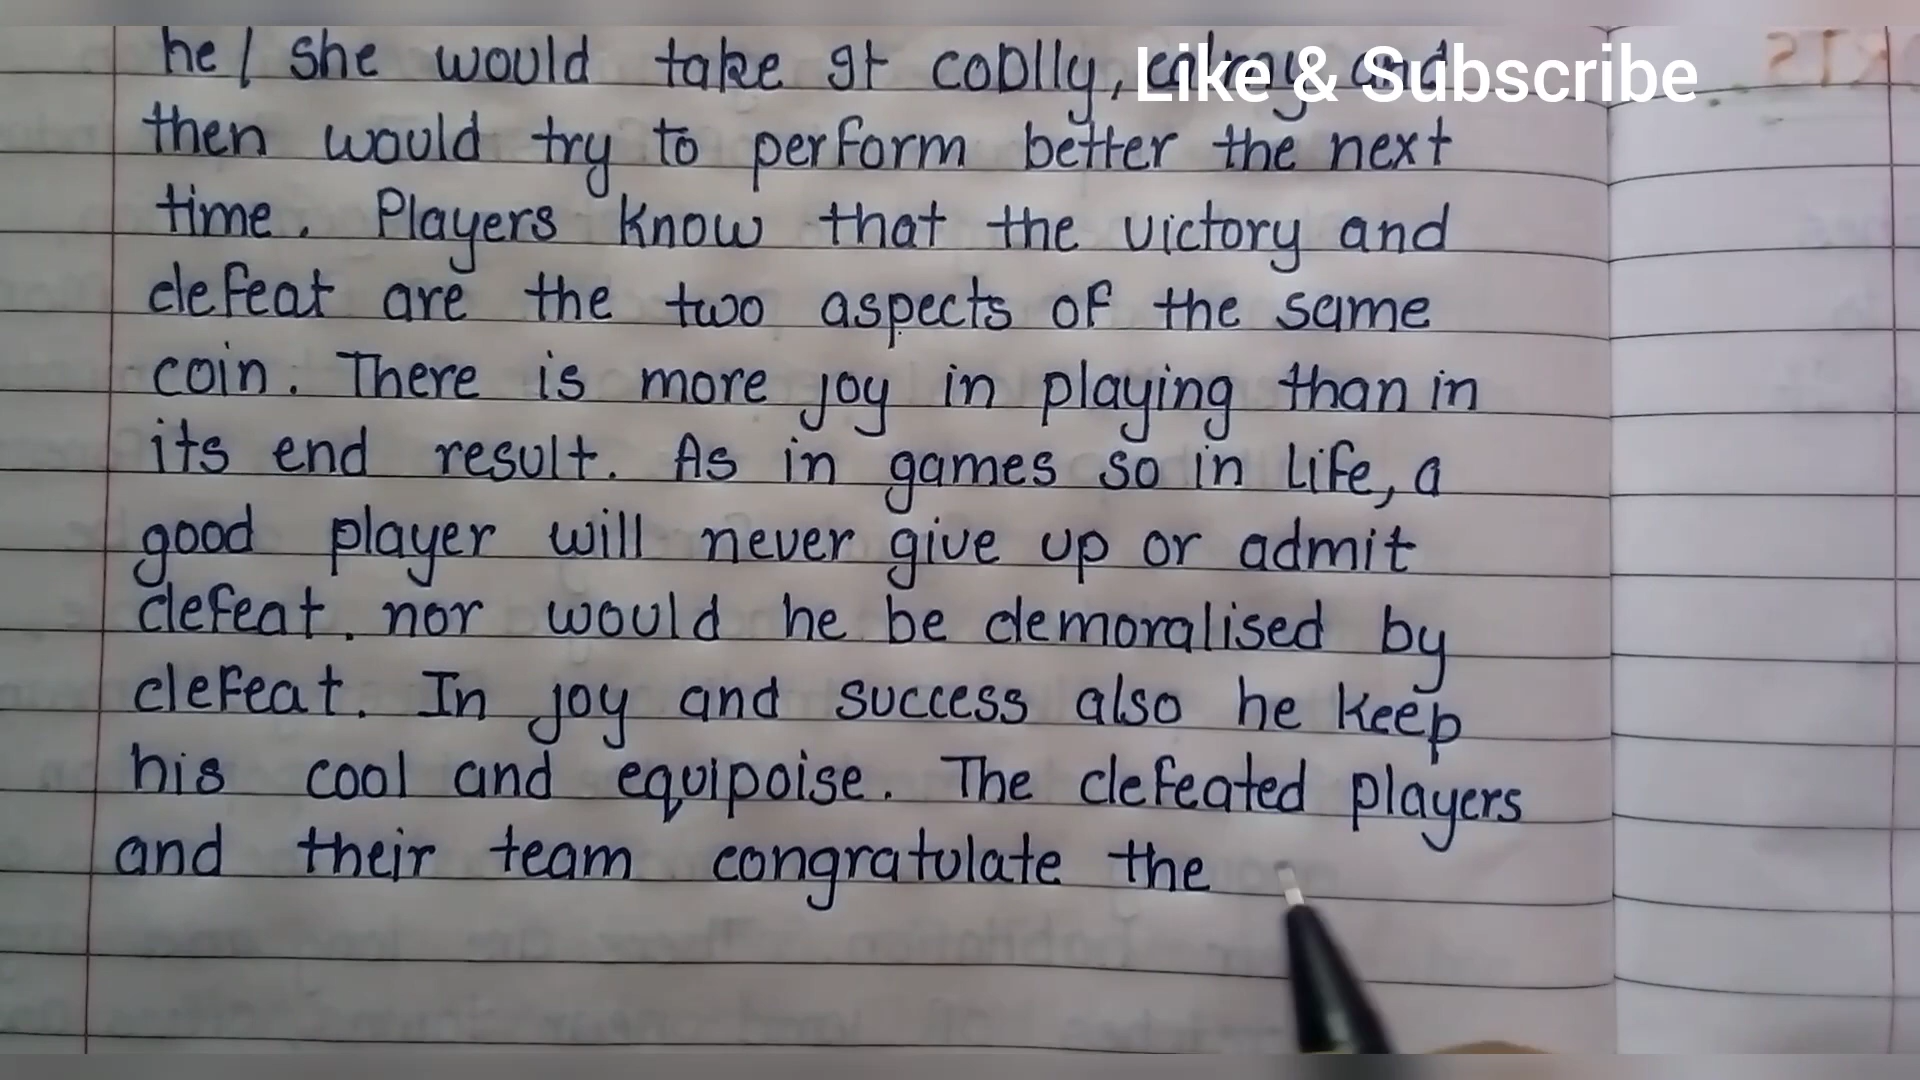 he/she would take it coolly, calmy and
Like & Subscribe
then would try to perform better the next
time. Players know that the victory and
defeat are the two aspects of the same
coin. There is more joy in playing than in
its end result. As in games so in life, a
good player will never give up or admit
defeat. nor would he be demoralised by
defeat. In joy and success also he keep
his cool and equipoise. The defeated players
and their team congratulate the